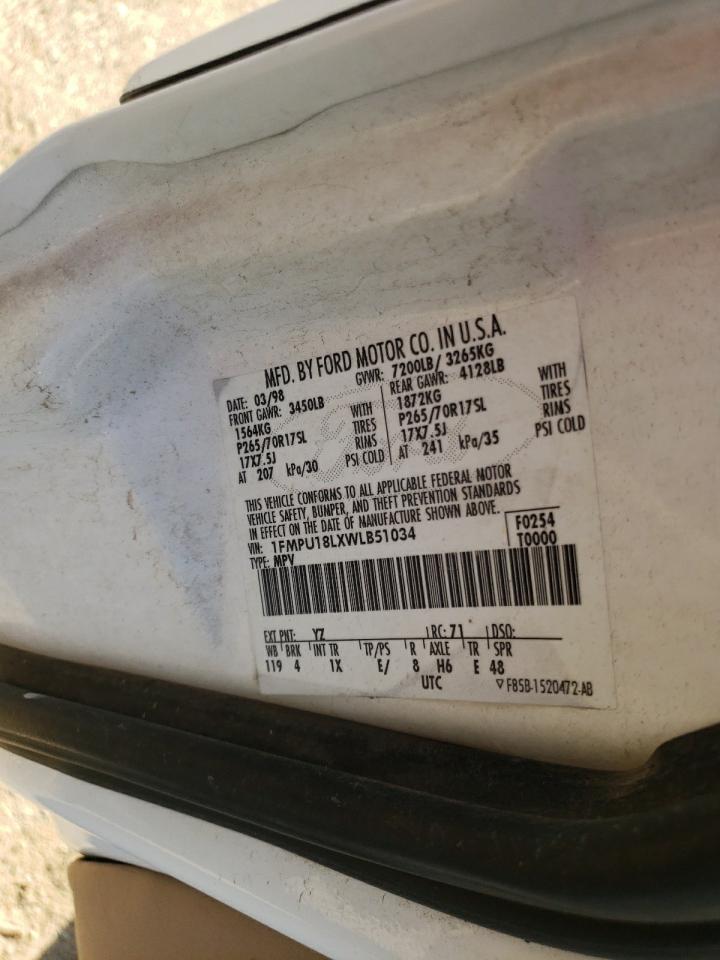 MFD. BY FORD MOTOR CO. IN U.S.A.
DATE: 03/98 GVWR: 7200LB/ 3265KG
FRONT GAWR: 3450LB REAR GAWR: 4128LB
1564KG WITH 1872KG WITH
P265/70R17SL TIRES P265/70R17SL TIRES
17X7.5J RIMS 17X7.5J RIMS
AT 207 kPa/30 PSI COLD AT 241 kPa/35 PSI COLD
THIS VEHICLE CONFORMS TO ALL APPLICABLE FEDERAL MOTOR
VEHICLE SAFETY, BUMPER, AND THEFT PREVENTION STANDARDS
IN EFFECT ON THE DATE OF MANUFACTURE SHOWN ABOVE.
VIN: 1FMPU18LXWLB51034 F0254
TYPE: MPV T0000
EXT PNT: YZ RC: 71 DSO:
WB BRK INT TR TP/PS R AXLE TR SPR
119 4 1X E/ 8 H6 E 48
UTC ▽ F85B-1520472-AB